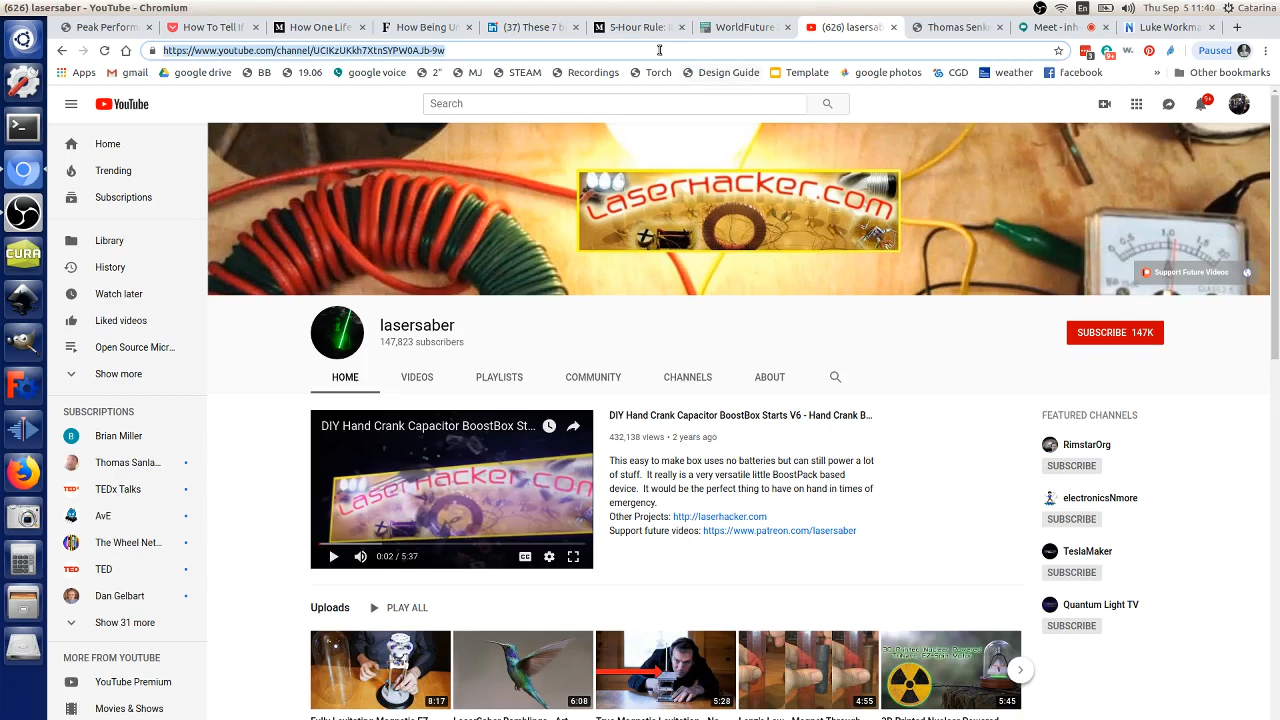 (626) lasersaber - YouTube - Chromium
En
Thu Sep 5 11:40
Catarina
Peak Perform
How To Tell If
How One Life
How Being Un
(37) These 7 b
5-Hour Rule:
WorldFuture
(626) lasersab
Thomas Senke
Meet - inh
Luke Workma
https://www.youtube.com/channel/UCIKzUKkh7XtnSYPW0AJb-9w
Paused
Apps
gmail
google drive
BB
19.06
google voice
2"
MJ
STEAM
Recordings
Torch
Design Guide
Template
google photos
CGD
weather
facebook
»
Other bookmarks
YouTube
Search
9+
Home
Trending
Subscriptions
Library
History
Watch later
Liked videos
Open Source Micr...
Show more
SUBSCRIPTIONS
Brian Miller
Thomas Sanla...
TEDx Talks
AvE
The Wheel Net...
TED
Dan Gelbart
Show 31 more
MORE FROM YOUTUBE
YouTube Premium
Movies & Shows
CURA
LaserHacker.com
Support Future Videos
lasersaber
147,823 subscribers
SUBSCRIBE 147K
HOME
VIDEOS
PLAYLISTS
COMMUNITY
CHANNELS
ABOUT
DIY Hand Crank Capacitor BoostBox St...
0:02 / 5:37
DIY Hand Crank Capacitor BoostBox Starts V6 - Hand Crank B...
432,138 views • 2 years ago
This easy to make box uses no batteries but can still power a lot
of stuff. It really is a very versatile little BoostPack based
device. It would be the perfect thing to have on hand in times of
emergency.
Other Projects: http://laserhacker.com
Support future videos: https://www.patreon.com/lasersaber
FEATURED CHANNELS
RimstarOrg
SUBSCRIBE
electronicsNmore
SUBSCRIBE
TeslaMaker
SUBSCRIBE
Quantum Light TV
SUBSCRIBE
Uploads
PLAY ALL
8:17
6:08
5:28
4:55
5:45